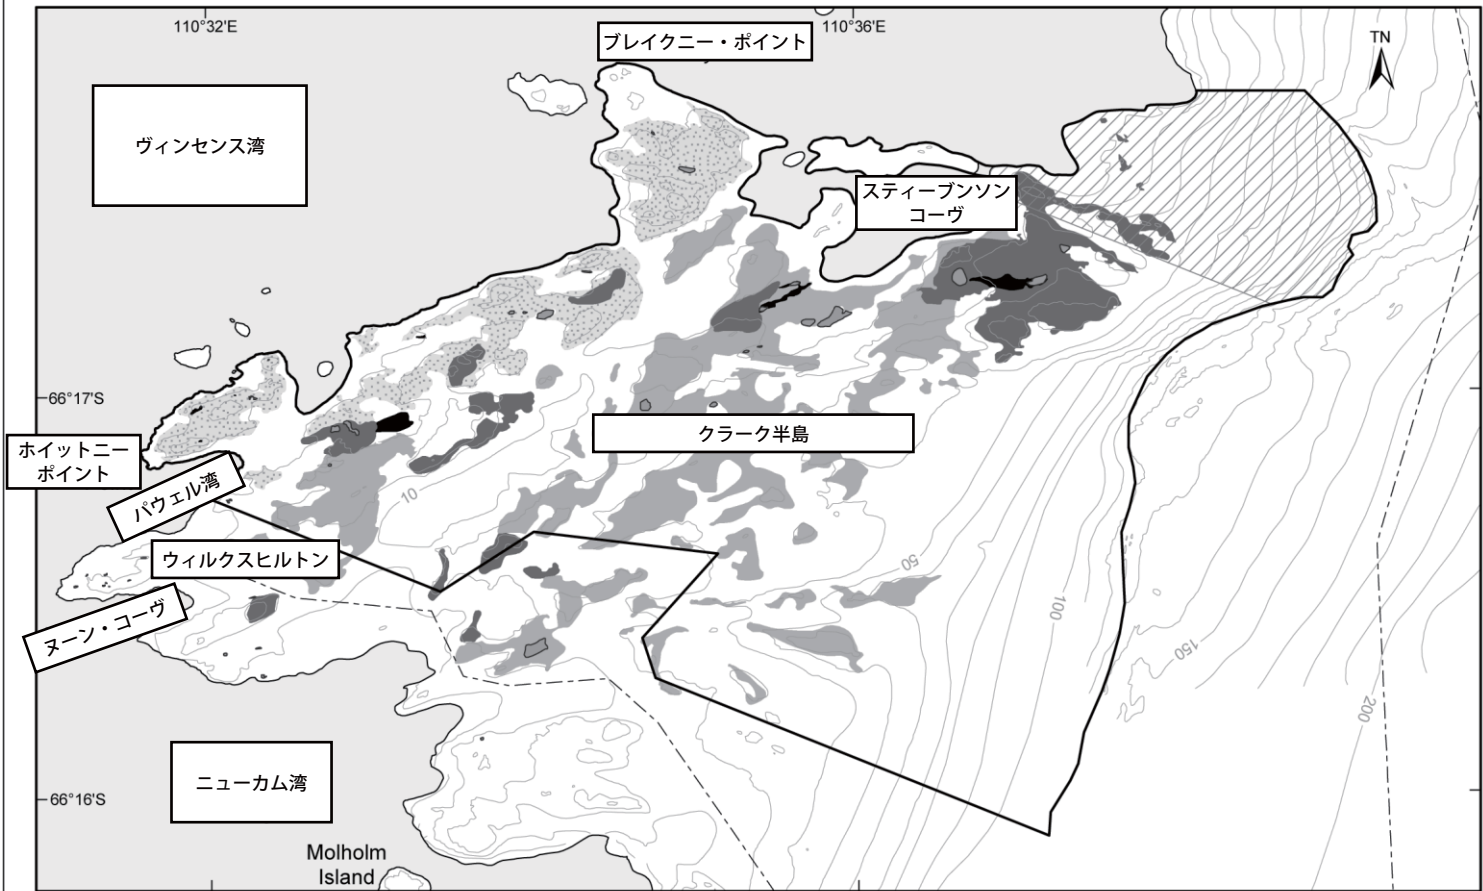 110°32'E
110°36'E
TN
ブレイクニー・ポイント
ヴィンセンス湾
スティーブンソン
コーヴ
66°17'S
クラーク半島
ホイットニー
ポイント
パウェル湾
10
ウィルクスヒルトン
50
100
ヌーン・コーヴ
150
200
ニューカム湾
66°16'S
Molholm
Island